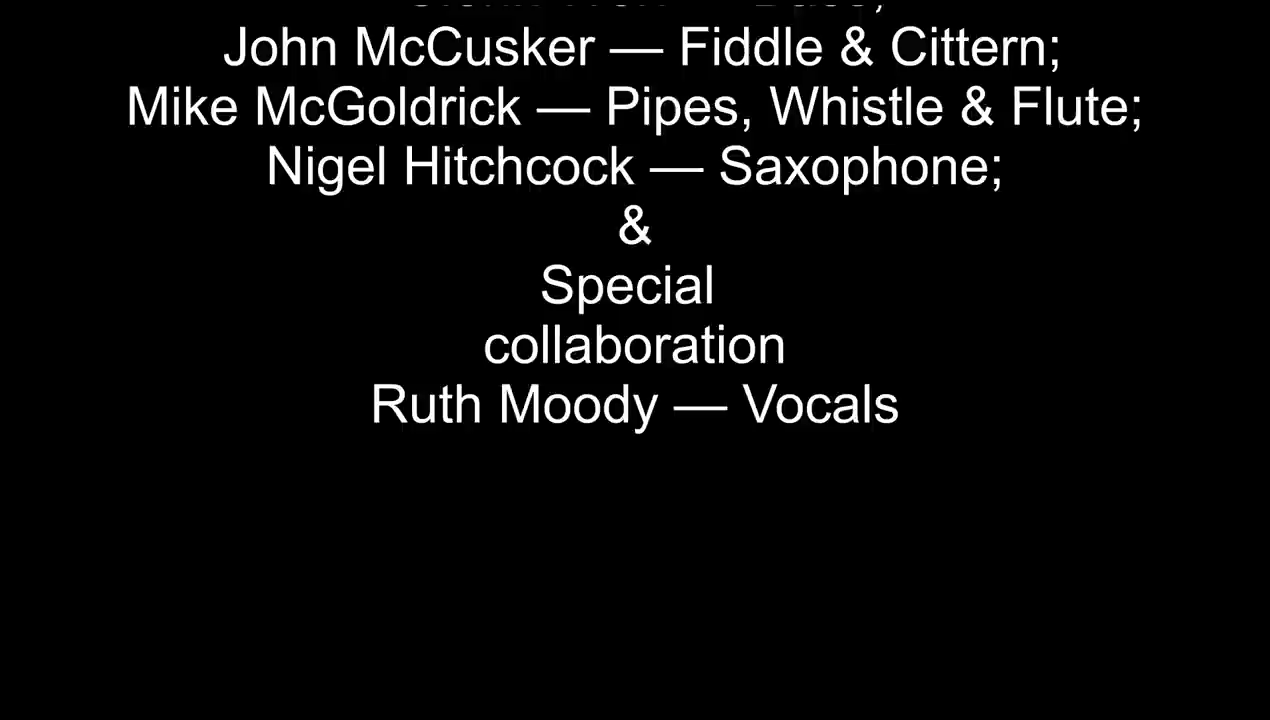 John McCusker — Fiddle & Cittern;
Mike McGoldrick — Pipes, Whistle & Flute;
Nigel Hitchcock — Saxophone;
&
Special
collaboration
Ruth Moody — Vocals